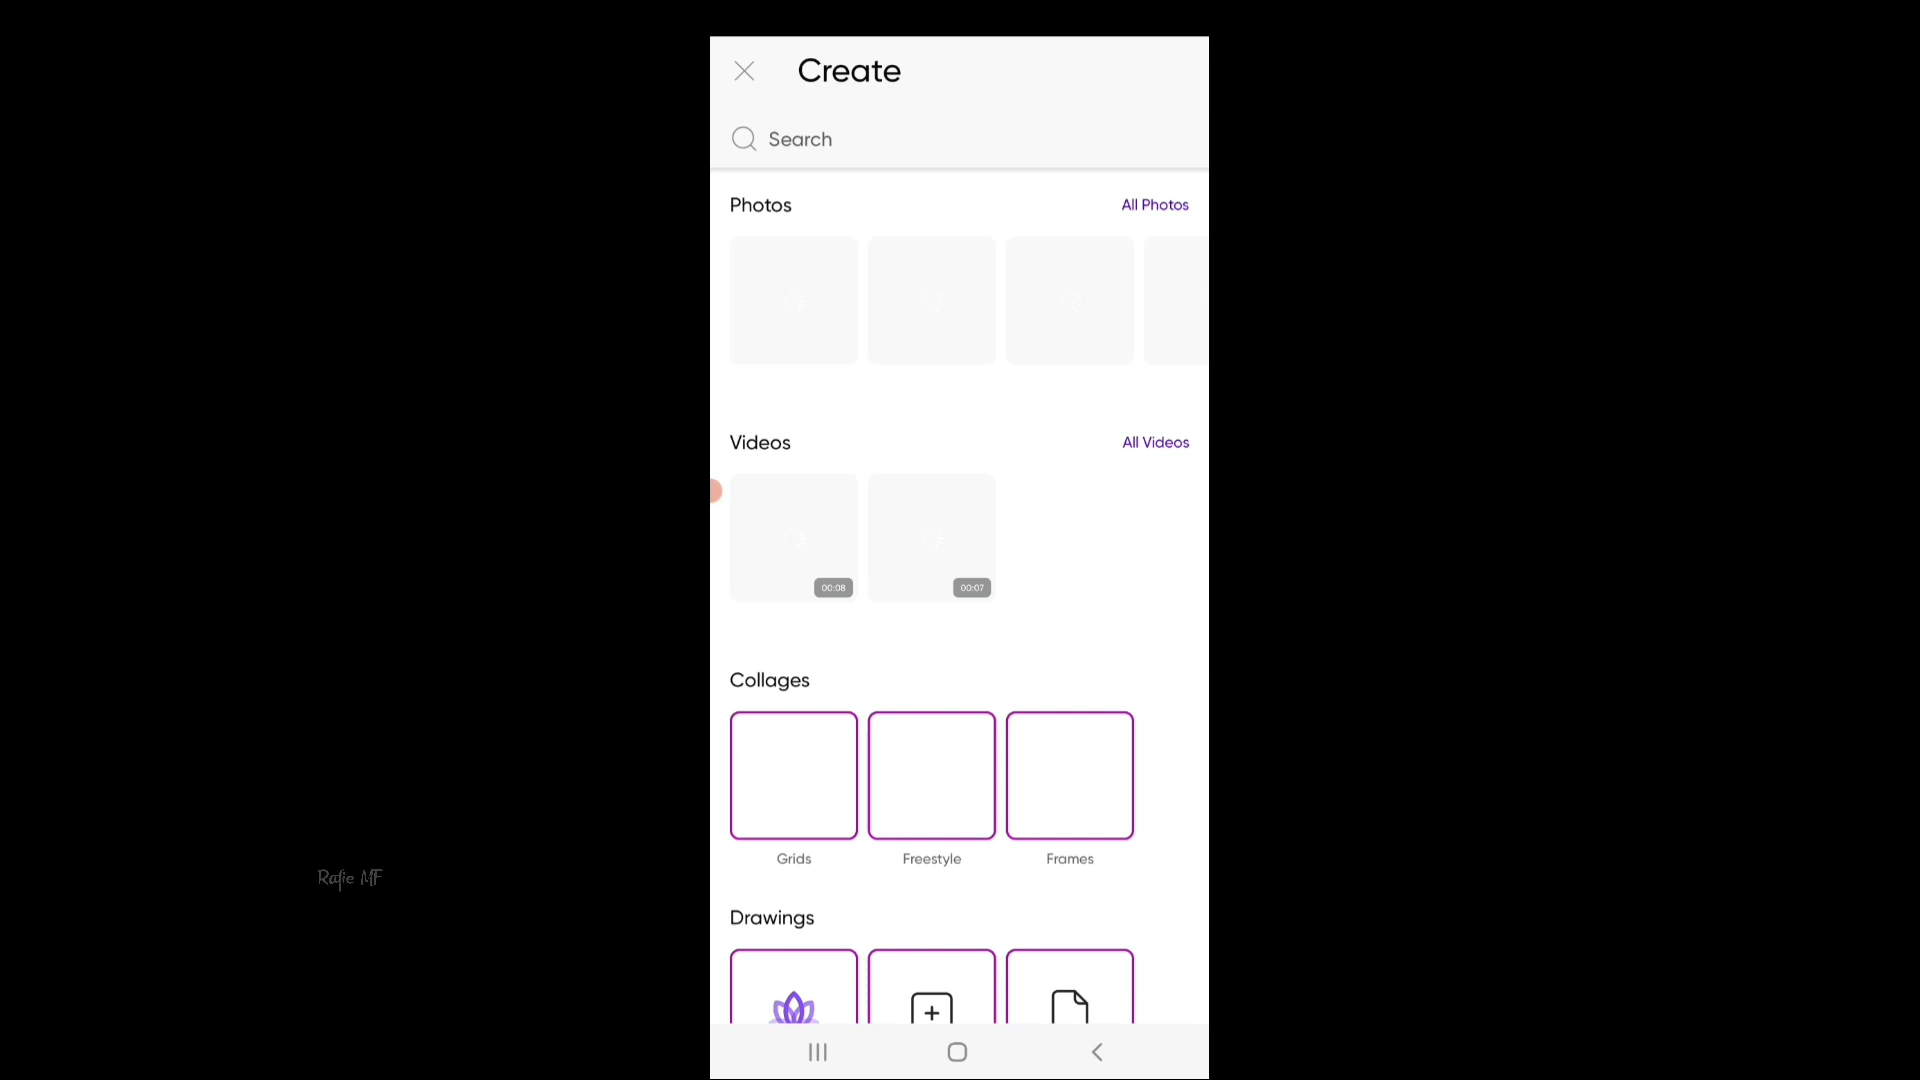 Create
Search
Photos
All Photos
Videos
All Videos
00:08
00:07
Collages
Grids
Freestyle
Frames
Rafie MF
Drawings